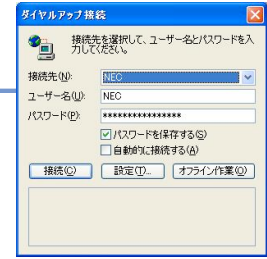 ダイヤルアップ接続
接続先を選択して、ユーザー名とパスワードを入
力してください。
接続先(N): NEC
ユーザー名(U): NEC
パスワード(P): ****************
パスワードを保存する(S)
自動的に接続する(A)
接続(C) 設定(T)... オフライン作業(O)